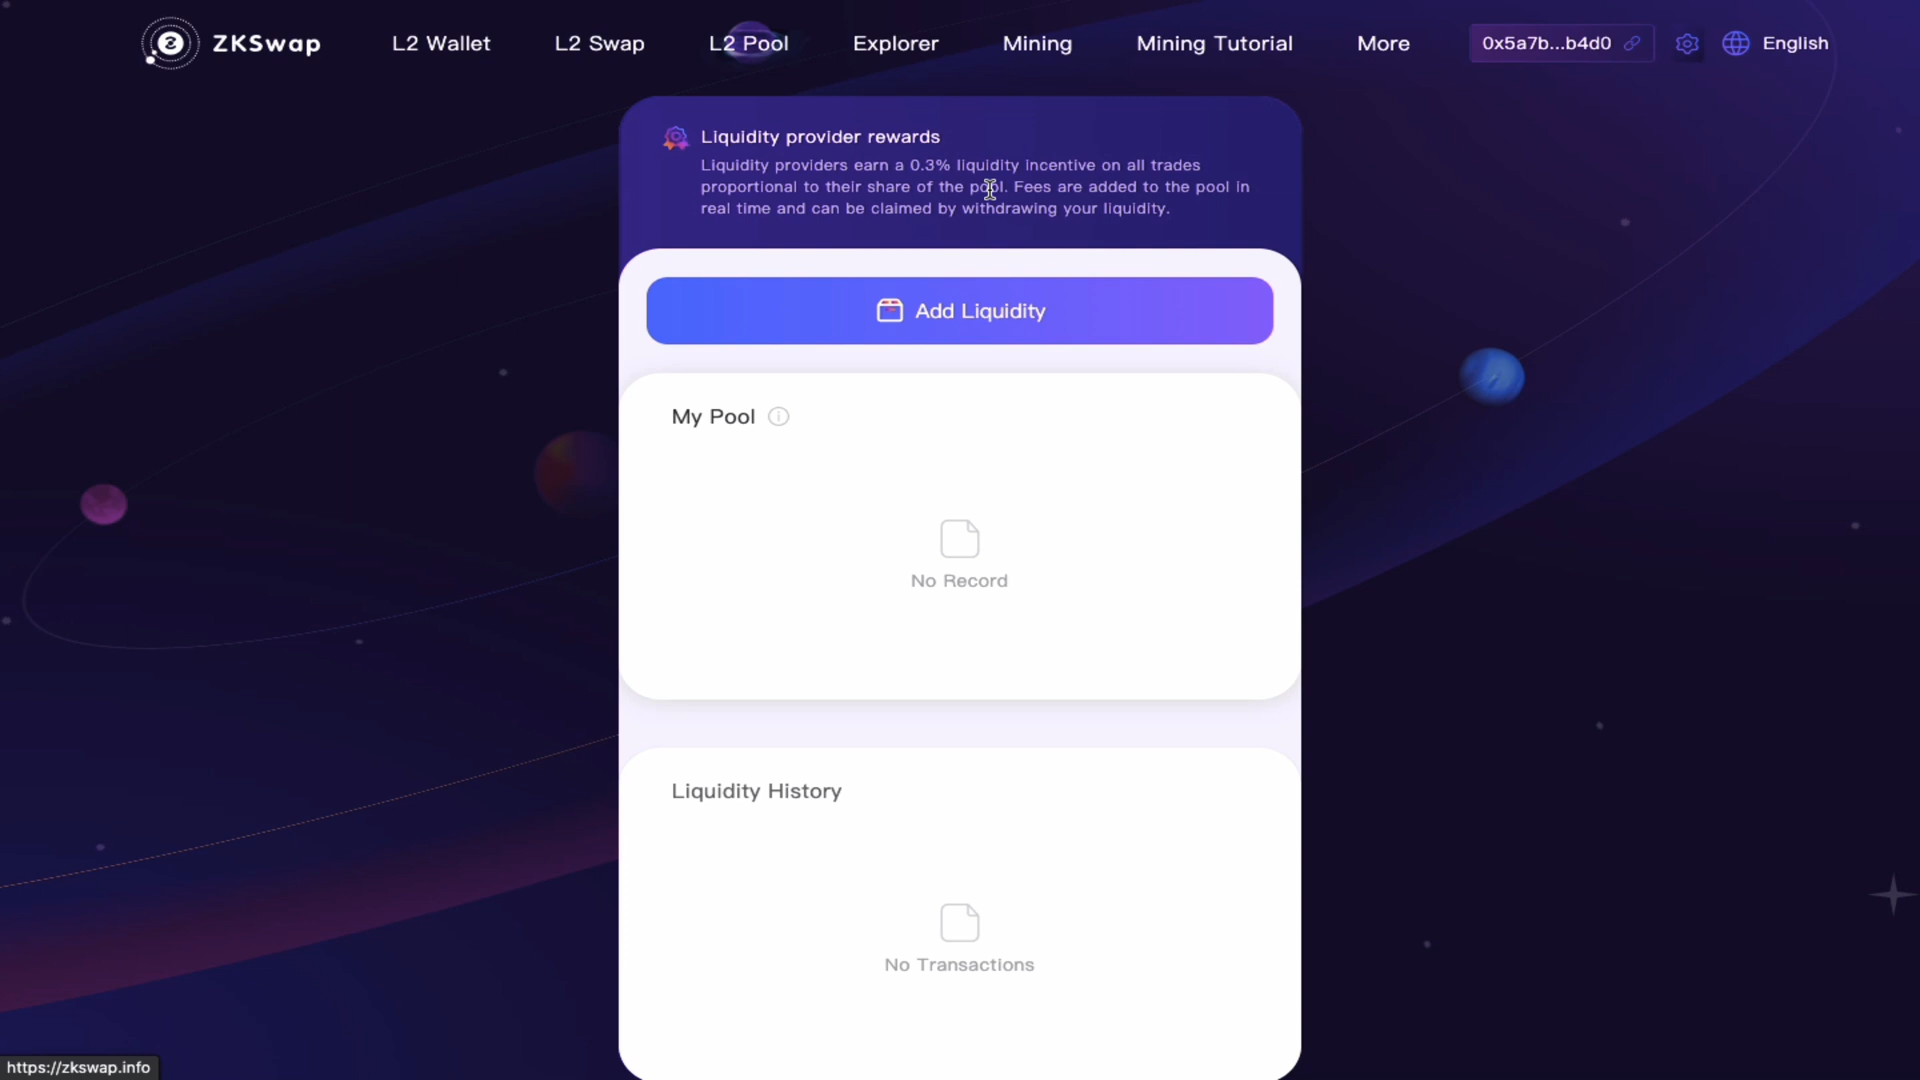 ZKSwap
L2 Wallet
L2 Swap
L2 Pool
Explorer
Mining
Mining Tutorial
More
0x5a7b...b4d0
English
Liquidity provider rewards
Liquidity providers earn a 0.3% liquidity incentive on all trades
proportional to their share of the pool. Fees are added to the pool in
real time and can be claimed by withdrawing your liquidity.
Add Liquidity
My Pool
No Record
Liquidity History
No Transactions
https://zkswap.info